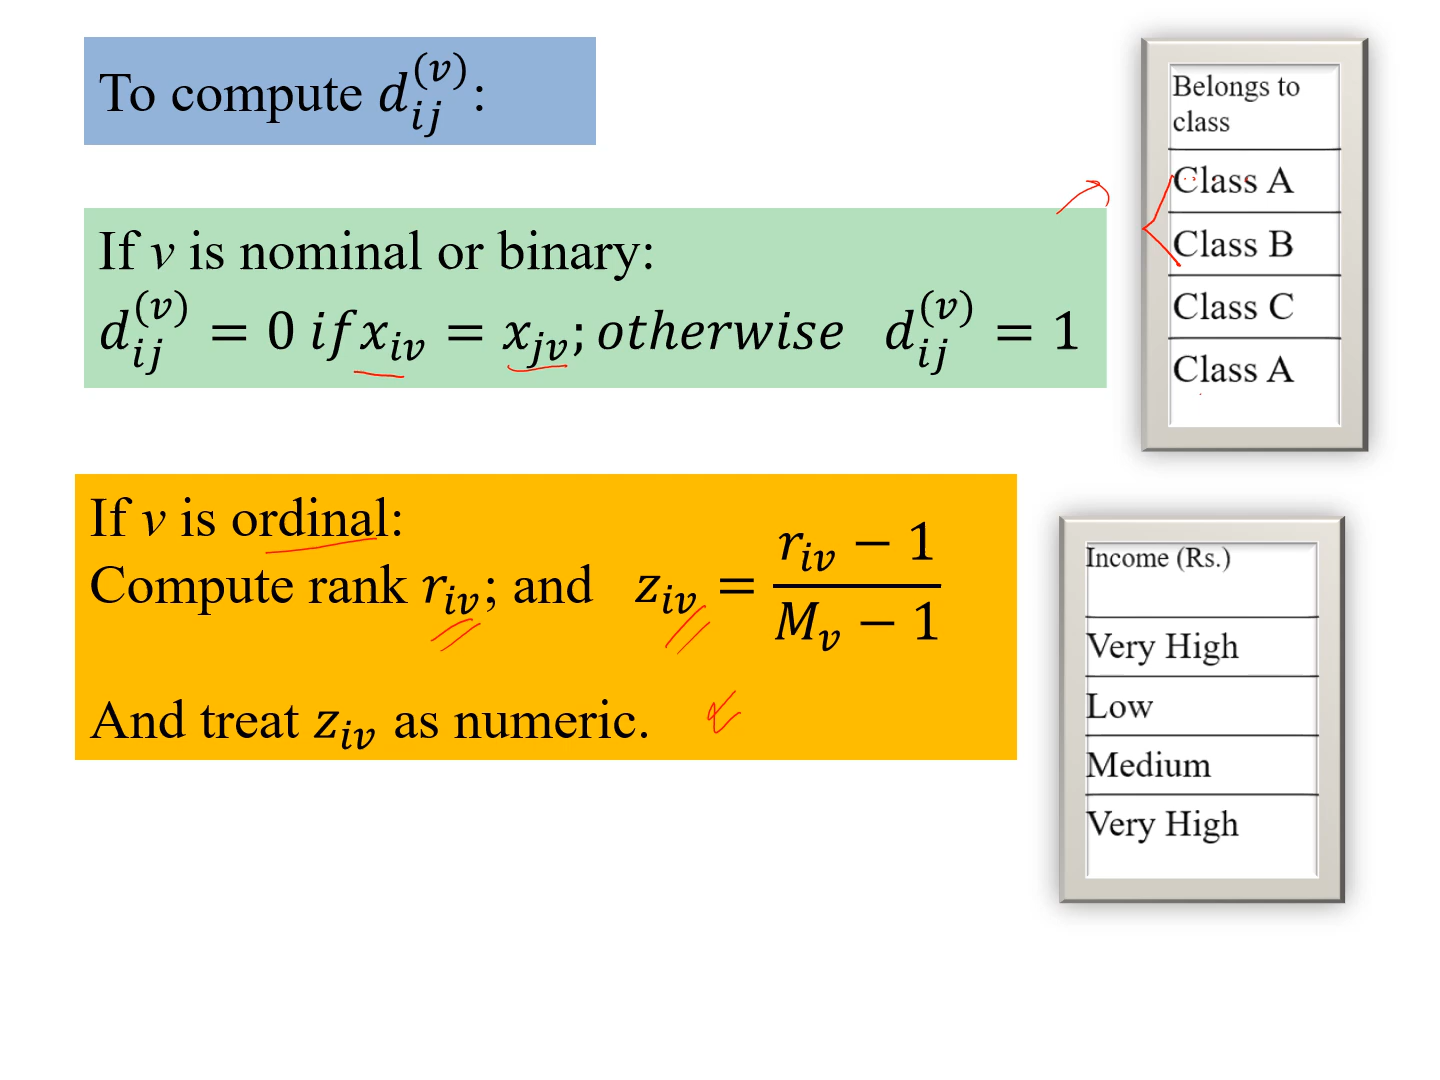 To compute d_{ij}^{(v)}:
If v is nominal or binary:
d_{ij}^{(v)} = 0 if x_{iv} = x_{jv}; otherwise d_{ij}^{(v)} = 1
Belongs to
class
Class A
Class B
Class C
Class A
If v is ordinal:
Compute rank r_{iv}; and z_{iv} = \frac{r_{iv} − 1}{M_v − 1}
And treat z_{iv} as numeric.
Income (Rs.)
Very High
Low
Medium
Very High